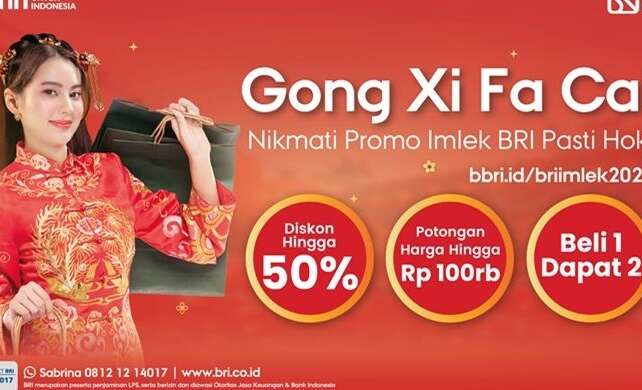 INDONESIA
Gong Xi Fa Ca
Nikmati Promo Imlek BRI Pasti Hok
bbri.id/briimlek202
Diskon
Hingga
50%
Potongan
Harga Hingga
Rp 100rb
Beli 1
Dapat 2
BRI
017
Sabrina 0812 12 14017 | www.bri.co.id
BRI merupakan peserta penjaminan LPS, serta berizin dan diawasi Otoritas Jasa Keuangan & Bank Indonesia